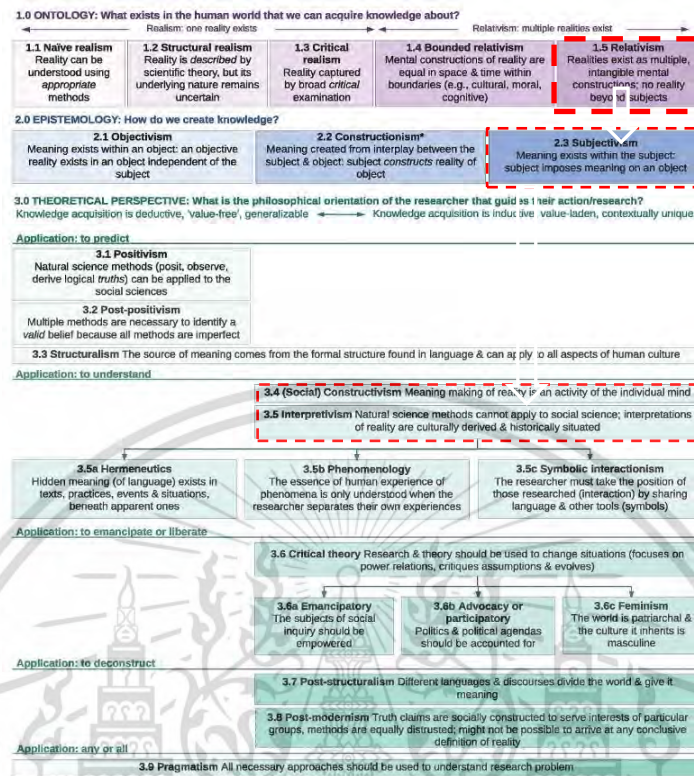 1.0 ONTOLOGY: What exists in the human world that we can acquire knowledge about?
Realism: one reality exists
Relativism: multiple realities exist
1.1 Naïve realism
Reality can be
understood using
appropriate
methods
1.2 Structural realism
Reality is described by
scientific theory, but its
underlying nature remains
uncertain
1.3 Critical
realism
Reality captured
by broad critical
examination
1.4 Bounded relativism
Mental constructions of reality are
equal in space & time within
boundaries (e.g., cultural, moral,
cognitive)
1.5 Relativism
Realities exist as multiple,
intangible mental
constructions; no reality
beyond subjects
2.0 EPISTEMOLOGY: How do we create knowledge?
2.1 Objectivism
Meaning exists within an object: an objective
reality exists in an object independent of the
subject
2.2 Constructionism*
Meaning created from interplay between the
subject & object: subject constructs reality of
object
2.3 Subjectivism
Meaning exists within the subject:
subject imposes meaning on an object
3.0 THEORETICAL PERSPECTIVE: What is the philosophical orientation of the researcher that guides their action/research?
Knowledge acquisition is deductive, 'value-free', generalizable
Knowledge acquisition is inductive, value-laden, contextually unique
Application: to predict
3.1 Positivism
Natural science methods (posit, observe,
derive logical truths) can be applied to the
social sciences
3.2 Post-positivism
Multiple methods are necessary to identify a
valid belief because all methods are imperfect
3.3 Structuralism The source of meaning comes from the formal structure found in language & can apply to all aspects of human culture
Application: to understand
3.4 (Social) Constructivism Meaning making of reality is an activity of the individual mind
3.5 Interpretivism Natural science methods cannot apply to social science; interpretations
of reality are culturally derived & historically situated
3.5a Hermeneutics
Hidden meaning (of language) exists in
texts, practices, events & situations,
beneath apparent ones
3.5b Phenomenology
The essence of human experience of
phenomena is only understood when the
researcher separates their own experiences
3.5c Symbolic interactionism
The researcher must take the position of
those researched (interaction) by sharing
language & other tools (symbols)
Application: to emancipate or liberate
3.6 Critical theory Research & theory should be used to change situations (focuses on
power relations, critiques assumptions & evolves)
3.6a Emancipatory
The subjects of social
inquiry should be
empowered
3.6b Advocacy or
participatory
Politics & political agendas
should be accounted for
3.6c Feminism
The world is patriarchal &
the culture it inherits is
masculine
Application: to deconstruct
3.7 Post-structuralism Different languages & discourses divide the world & give it
meaning
3.8 Post-modernism Truth claims are socially constructed to serve interests of particular
groups, methods are equally distrusted; might not be possible to arrive at any conclusive
definition of reality
Application: any or all
3.9 Pragmatism All necessary approaches should be used to understand research problem